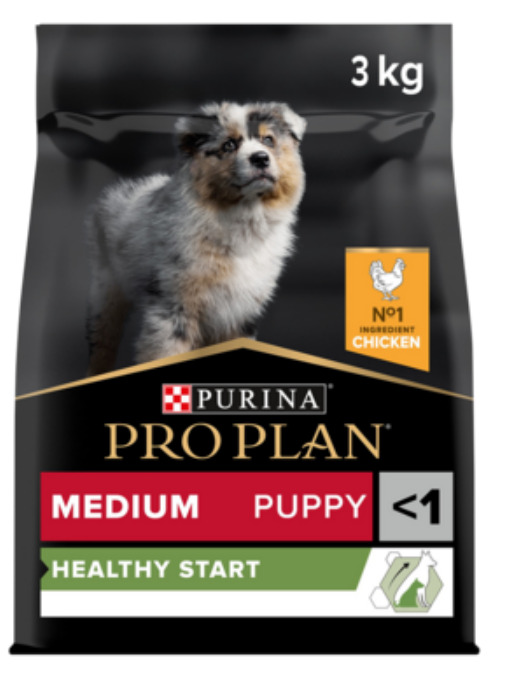 3 kg
Nº1
INGREDIENT
CHICKEN
PURINA
PRO PLAN
MEDIUM PUPPY <1
HEALTHY START